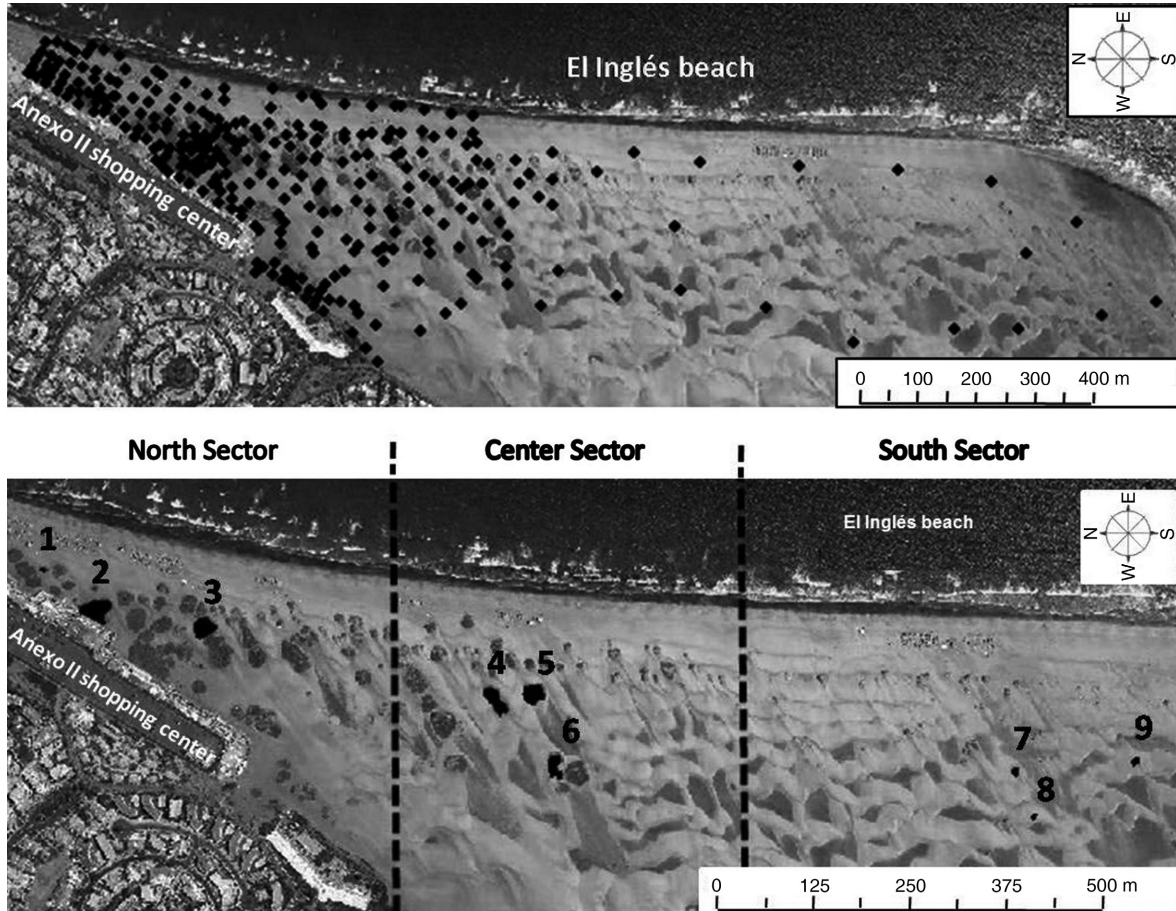 E
N
S
W
El Inglés beach
Anexo II shopping center
0 100 200 300 400 m
North Sector
Center Sector
South Sector
E
N
S
W
El Inglés beach
1
2
3
4
5
6
7
8
9
Anexo II shopping center
0 125 250 375 500 m